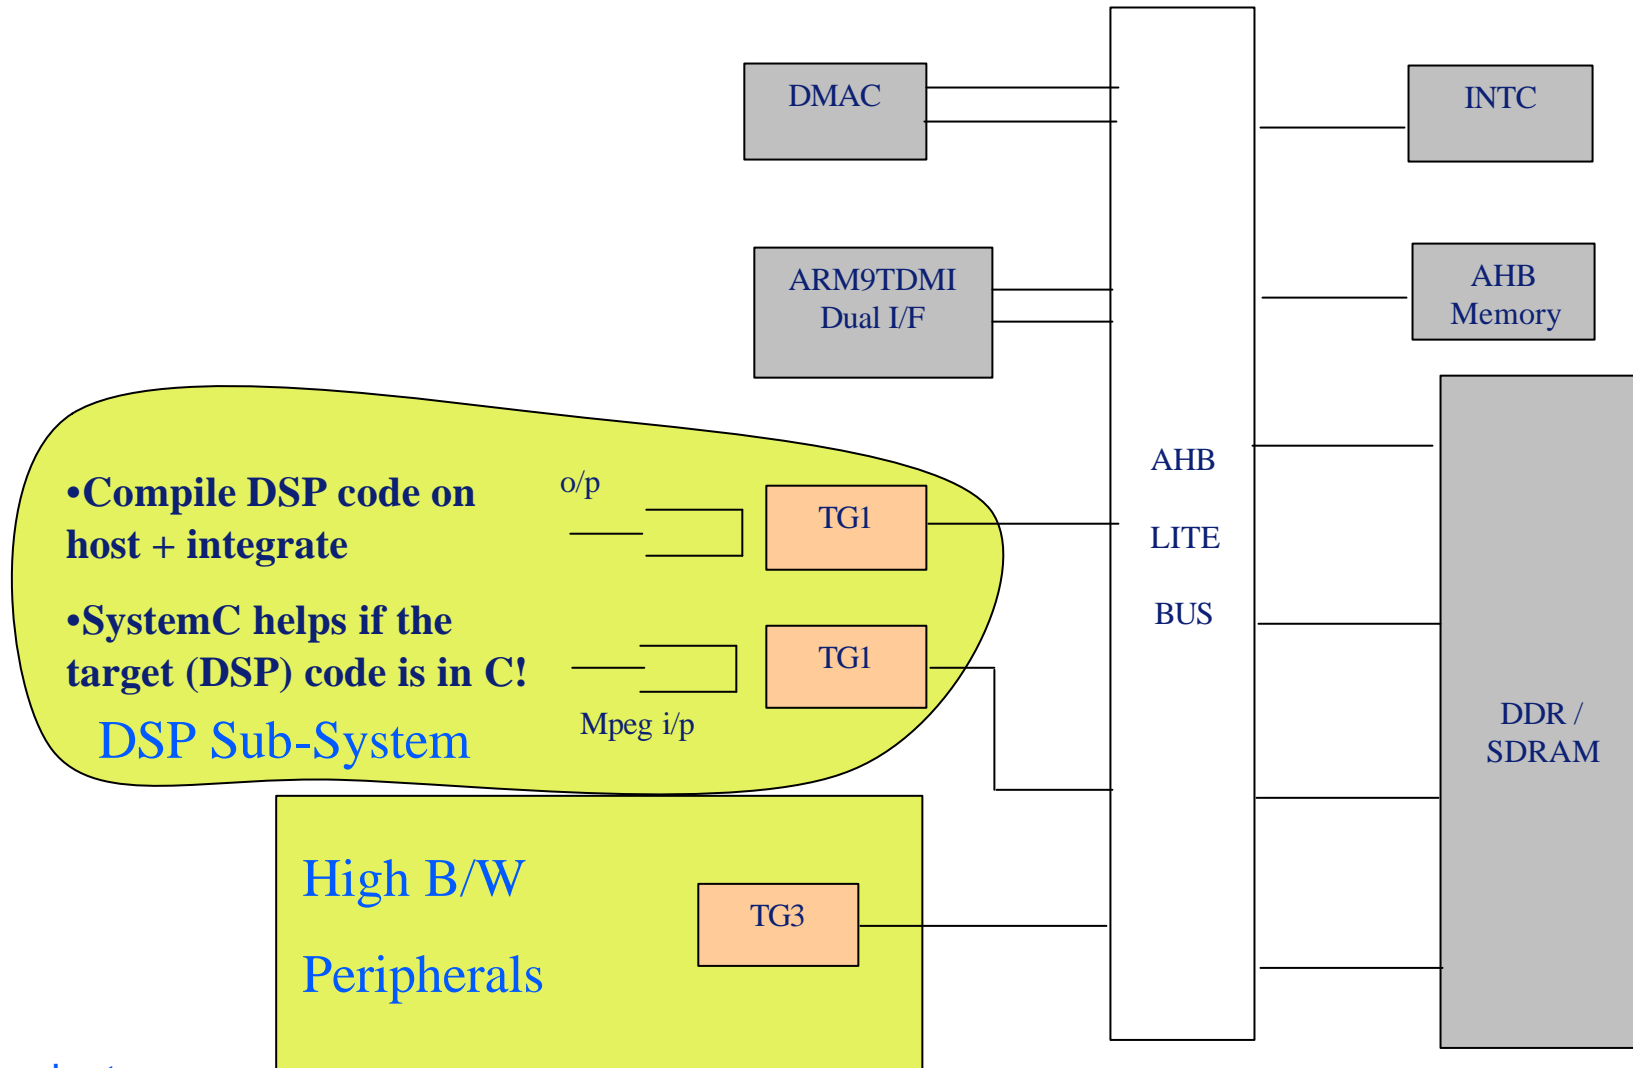 DMAC
INTC
ARM9TDMI
Dual I/F
AHB
Memory
•Compile DSP code on
host + integrate
o/p
TG1
•SystemC helps if the
target (DSP) code is in C!
TG1
Mpeg i/p
DSP Sub-System
AHB
LITE
BUS
DDR /
SDRAM
High B/W
Peripherals
TG3